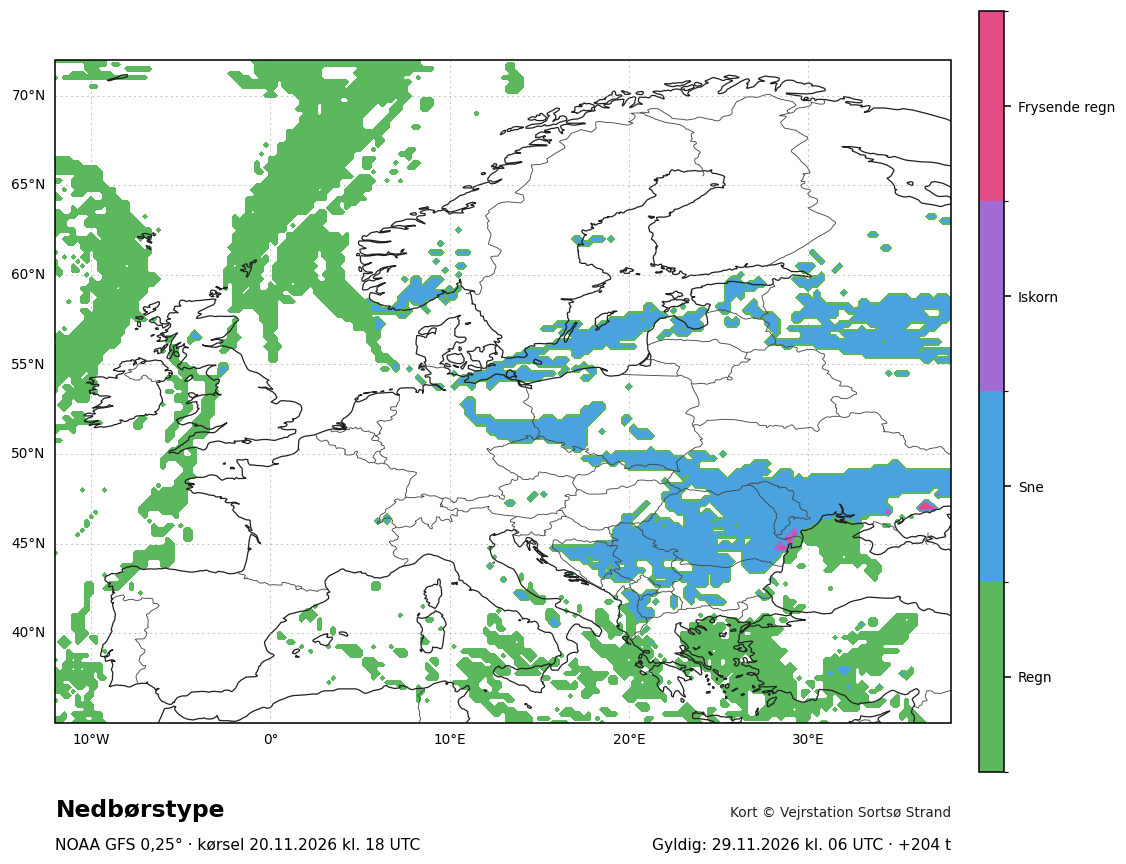 Frysende regn
Iskorn
Sne
Regn
70°N
65°N
60°N
55°N
50°N
45°N
40°N
10°W
0°
10°E
20°E
30°E
Nedbørstype
Kort © Vejrstation Sortsø Strand
NOAA GFS 0,25° · kørsel 20.11.2026 kl. 18 UTC
Gyldig: 29.11.2026 kl. 06 UTC · +204 t